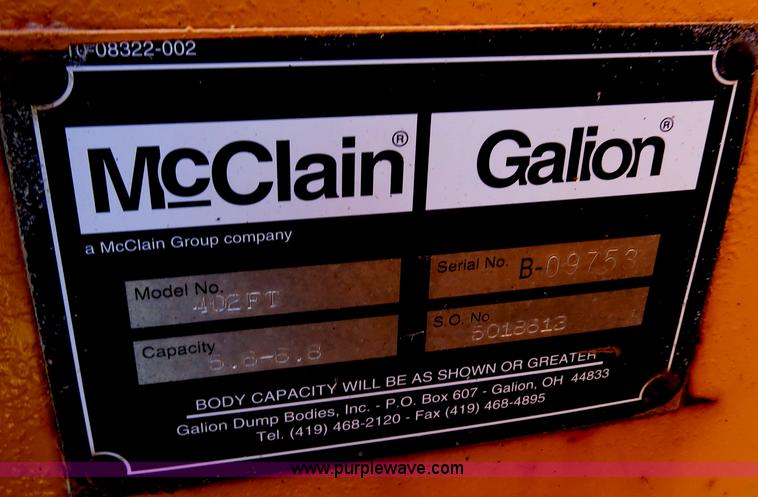 10-08322-002
McClain® Galion®
a McClain Group company
Model No. 402FT
Serial No. B-09753
Capacity
S.O. No. 5018613
BODY CAPACITY WILL BE AS SHOWN OR GREATER
Galion Dump Bodies, Inc. - P.O. Box 607 - Galion, OH 44833
Tel. (419) 468-2120 - Fax (419) 468-4895
www.purplewave.com